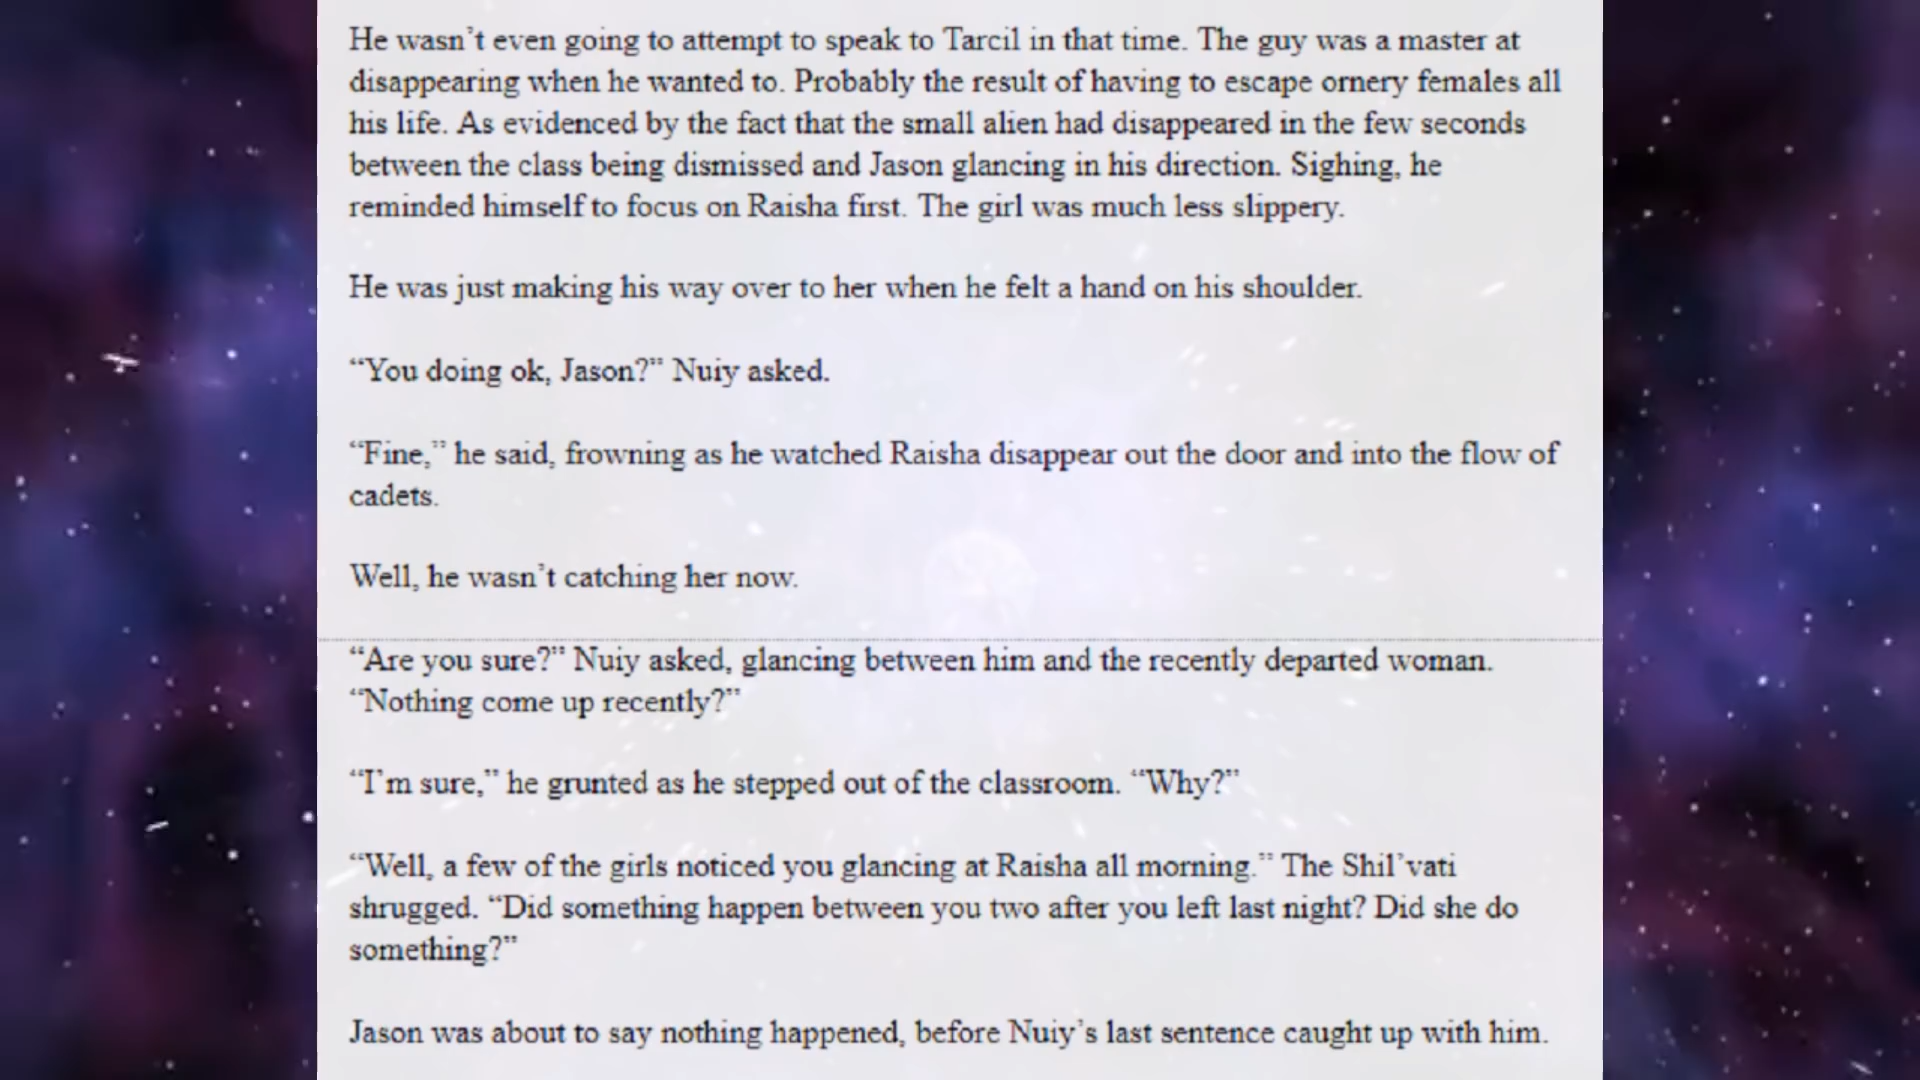 He wasn’t even going to attempt to speak to Tarcil in that time. The guy was a master at
disappearing when he wanted to. Probably the result of having to escape ornery females all
his life. As evidenced by the fact that the small alien had disappeared in the few seconds
between the class being dismissed and Jason glancing in his direction. Sighing, he
reminded himself to focus on Raisha first. The girl was much less slippery.
He was just making his way over to her when he felt a hand on his shoulder.
“You doing ok, Jason?” Nuiy asked.
“Fine,” he said, frowning as he watched Raisha disappear out the door and into the flow of
cadets.
Well, he wasn’t catching her now.
“Are you sure?” Nuiy asked, glancing between him and the recently departed woman.
“Nothing come up recently?”
“I’m sure,” he grunted as he stepped out of the classroom. “Why?”
“Well, a few of the girls noticed you glancing at Raisha all morning.” The Shil’vati
shrugged. “Did something happen between you two after you left last night? Did she do
something?”
Jason was about to say nothing happened, before Nuiy’s last sentence caught up with him.